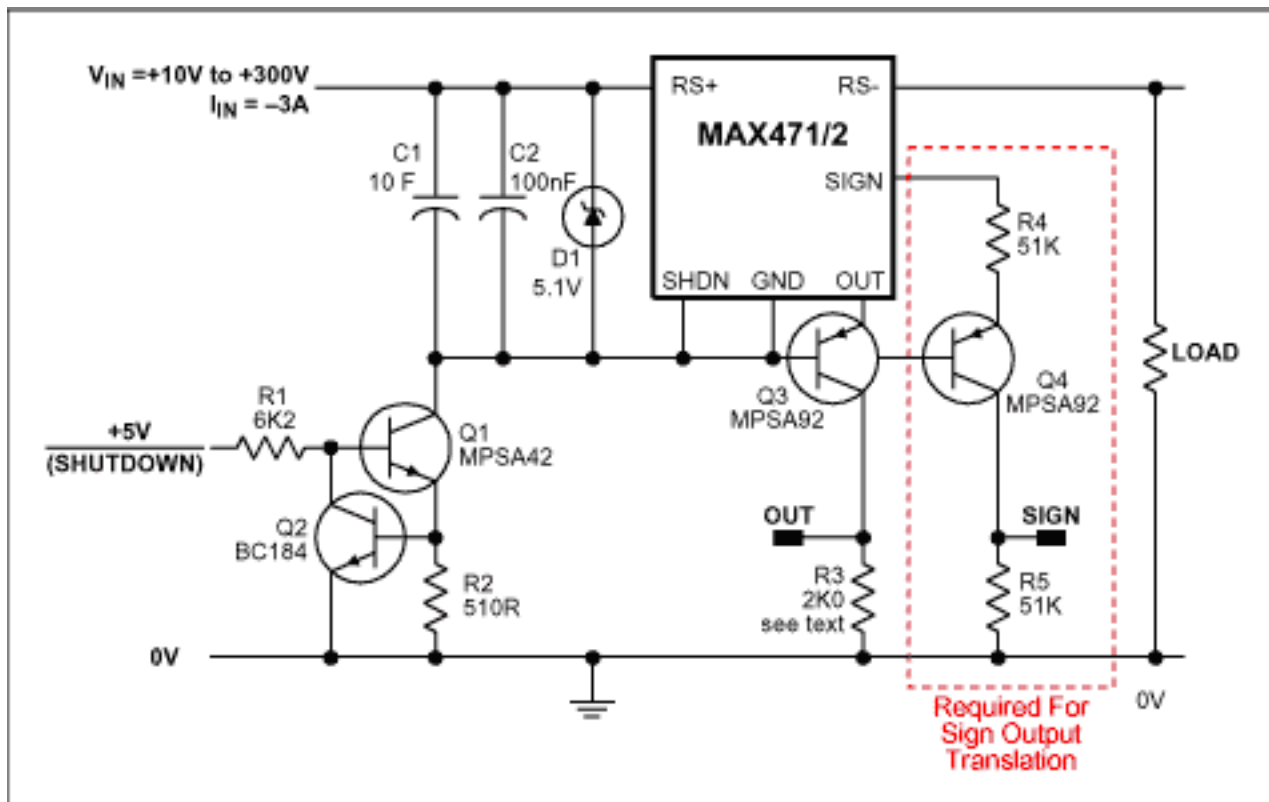 V_IN =+10V to +300V
I_IN = –3A
RS+
RS-
MAX471/2
SIGN
SHDN
GND
OUT
C1
10 F
C2
100nF
D1
5.1V
R4
51K
LOAD
Q3
MPSA92
Q4
MPSA92
R1
6K2
+5V
(SHUTDOWN)
Q1
MPSA42
Q2
BC184
R2
510R
OUT
SIGN
R3
2K0
see text
R5
51K
0V
0V
Required For
Sign Output
Translation